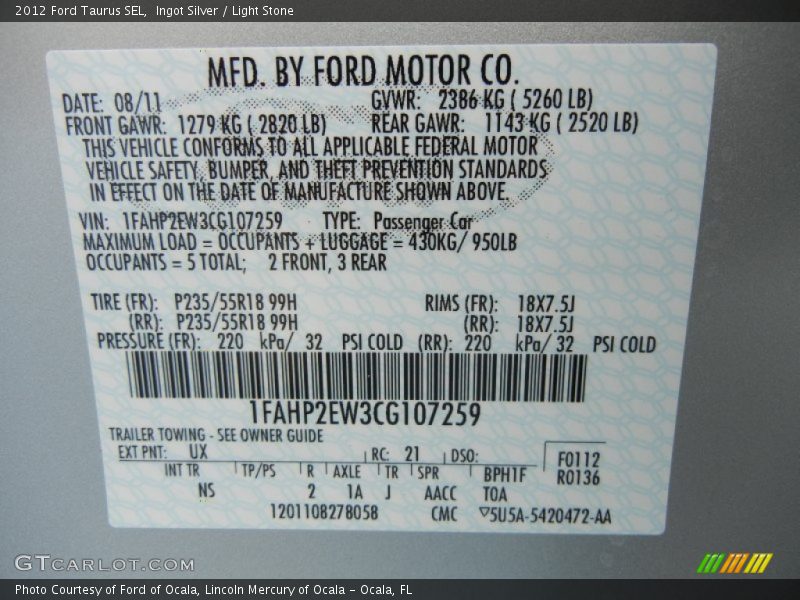 2012 Ford Taurus SEL,  Ingot Silver / Light Stone
MFD. BY FORD MOTOR CO.
DATE: 08/11 GVWR: 2386 KG ( 5260 LB)
FRONT GAWR: 1279 KG ( 2820 LB) REAR GAWR: 1143 KG ( 2520 LB)
THIS VEHICLE CONFORMS TO ALL APPLICABLE FEDERAL MOTOR
VEHICLE SAFETY, BUMPER, AND THEFT PREVENTION STANDARDS
IN EFFECT ON THE DATE OF MANUFACTURE SHOWN ABOVE.
VIN: 1FAHP2EW3CG107259 TYPE: Passenger Car
MAXIMUM LOAD = OCCUPANTS + LUGGAGE = 430KG/ 950LB
OCCUPANTS = 5 TOTAL; 2 FRONT, 3 REAR
TIRE (FR): P235/55R18 99H RIMS (FR): 18X7.5J
(RR): P235/55R18 99H (RR): 18X7.5J
PRESSURE (FR): 220 kPa/ 32 PSI COLD (RR): 220 kPa/ 32 PSI COLD
1FAHP2EW3CG107259
TRAILER TOWING - SEE OWNER GUIDE
EXT PNT: UX RC: 21 DSO: F0112
INT TR TP/PS R AXLE TR SPR BPH1F R0136
NS 2 1A J AACC TOA
1201108278058 CMC ▽5U5A-5420472-AA
GTCARLOT.COM
Photo Courtesy of Ford of Ocala, Lincoln Mercury of Ocala – Ocala, FL